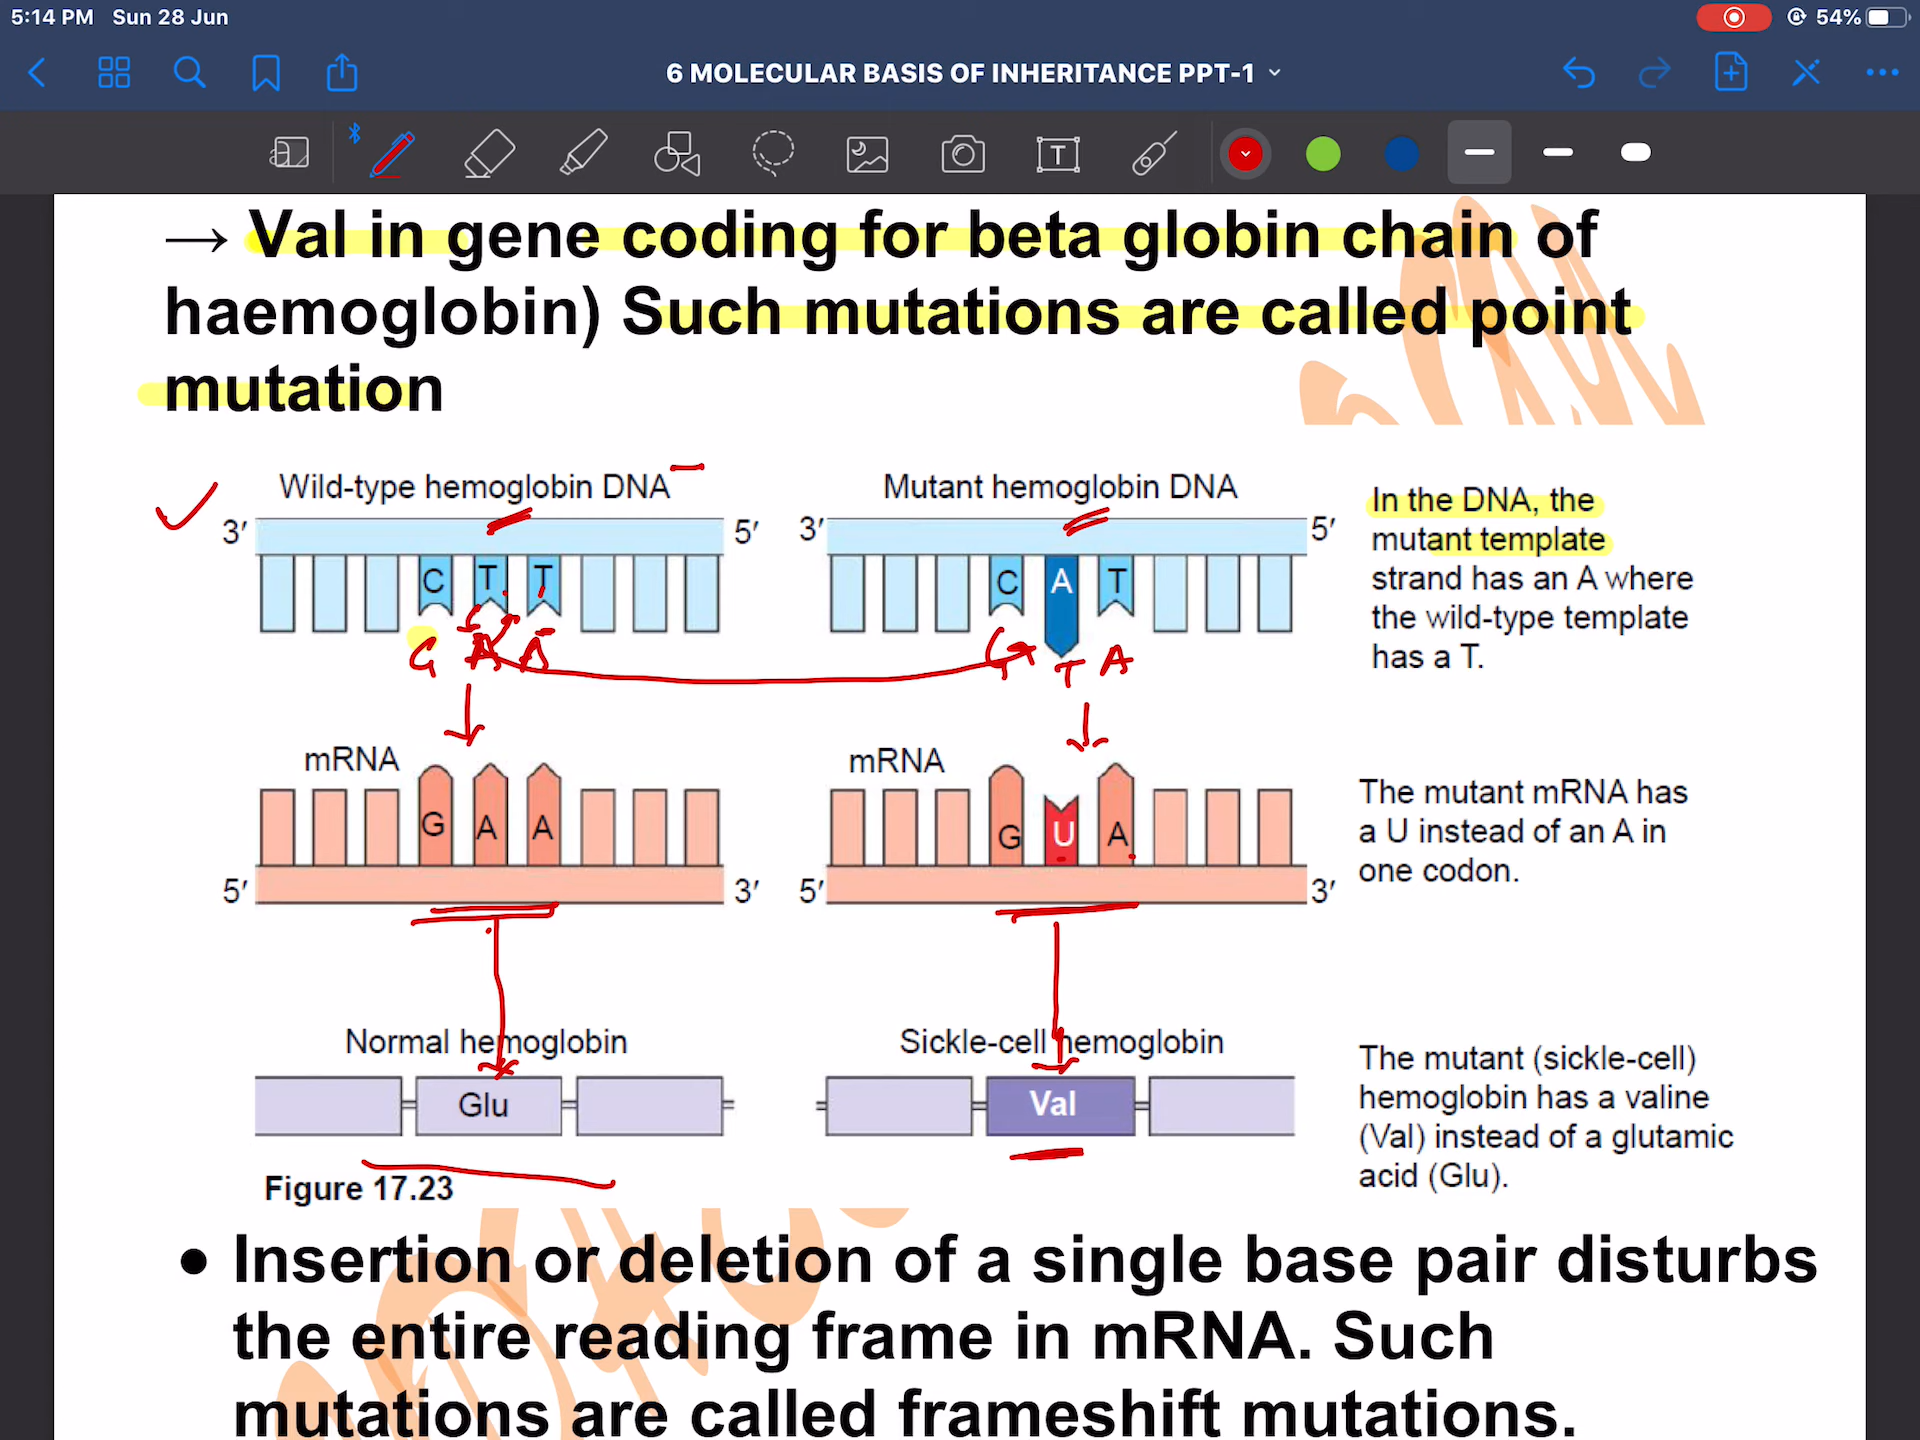 5:14 PM Sun 28 Jun
54%
6 MOLECULAR BASIS OF INHERITANCE PPT-1
→ Val in gene coding for beta globin chain of
haemoglobin) Such mutations are called point
mutation
Wild-type hemoglobin DNA
Mutant hemoglobin DNA
3′ 5′
3′ 5′
C T T
C A T
G A A
G T A
In the DNA, the
mutant template
strand has an A where
the wild-type template
has a T.
mRNA
mRNA
G A A
G U A
5′ 3′
5′ 3′
The mutant mRNA has
a U instead of an A in
one codon.
Normal hemoglobin
Sickle-cell hemoglobin
Glu
Val
The mutant (sickle-cell)
hemoglobin has a valine
(Val) instead of a glutamic
acid (Glu).
Figure 17.23
• Insertion or deletion of a single base pair disturbs
the entire reading frame in mRNA. Such
mutations are called frameshift mutations.